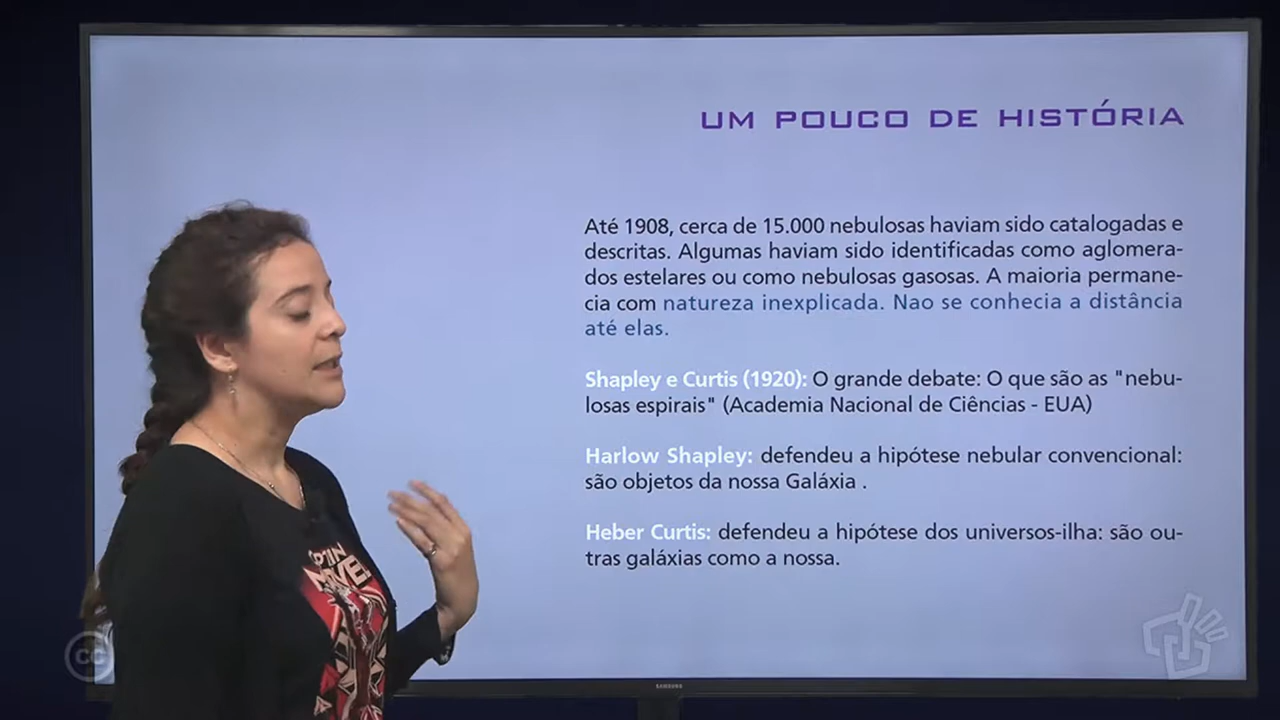 UM POUCO DE HISTÓRIA
Até 1908, cerca de 15.000 nebulosas haviam sido catalogadas e
descritas. Algumas haviam sido identificadas como aglomera-
dos estelares ou como nebulosas gasosas. A maioria permane-
cia com natureza inexplicada. Nao se conhecia a distância
até elas.
Shapley e Curtis (1920): O grande debate: O que são as "nebu-
losas espirais" (Academia Nacional de Ciências - EUA)
Harlow Shapley: defendeu a hipótese nebular convencional:
são objetos da nossa Galáxia .
Heber Curtis: defendeu a hipótese dos universos-ilha: são ou-
tras galáxias como a nossa.
cc
SAMSUNG